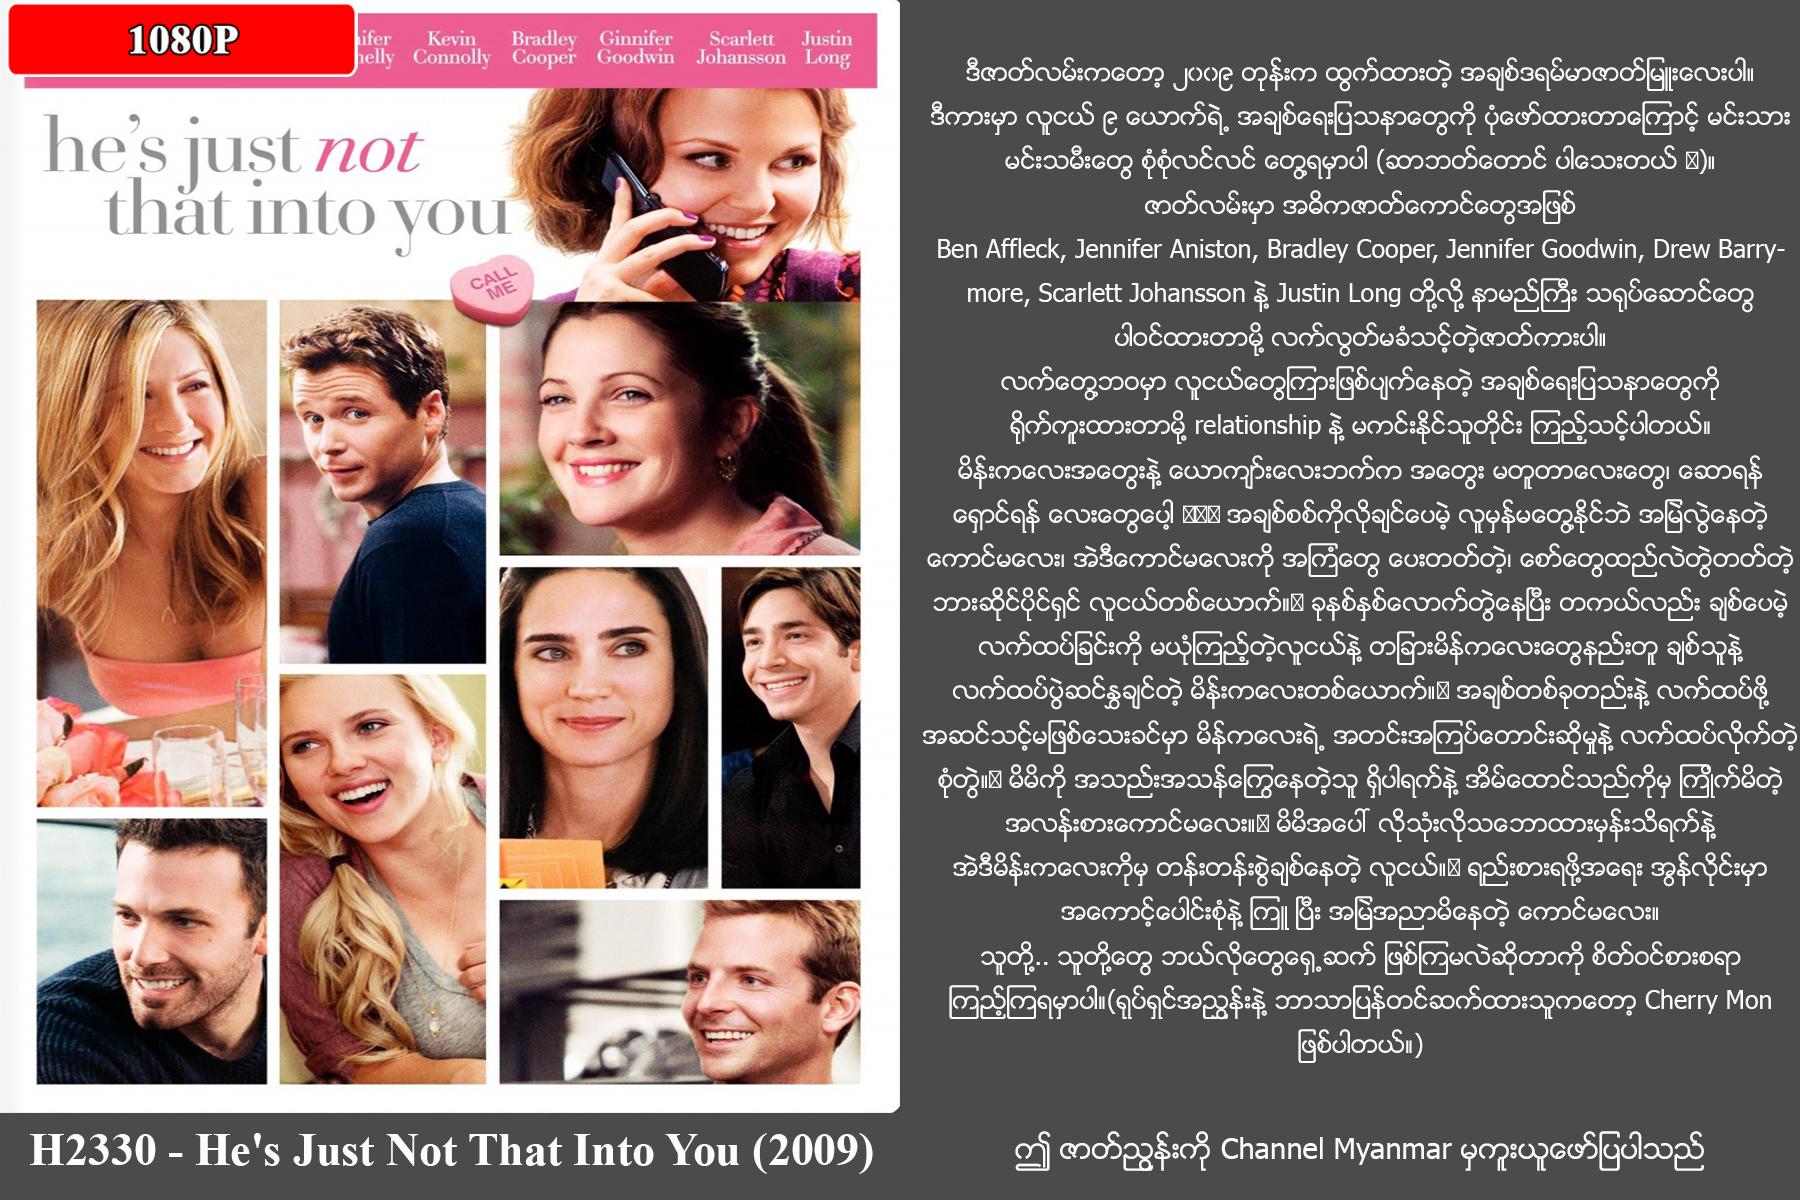 1080P
Kevin Bradley Ginnifer Scarlett Justin
Connolly Cooper Goodwin Johansson Long
he's just not
that into you
CALL
ME
ဒီဇာတ်လမ်းကတော့ ၂၀၀၉ တုန်းက ထွက်ထားတဲ့ အချစ်ဒရမ်မာဇာတ်မြူးလေးပါ။
ဒီကားမှာ လူငယ် ၉ ယောက်ရဲ့ အချစ်ရေးပြသနာတွေကို ပုံဖော်ထားတာကြောင့် မင်းသား
မင်းသမီးတွေ စုံစုံလင်လင် တွေ့ရမှာပါ (ဆာဘတ်တောင် ပါသေးတယ် )။
ဇာတ်လမ်းမှာ အဓိကဇာတ်ကောင်တွေအဖြစ်
Ben Affleck, Jennifer Aniston, Bradley Cooper, Jennifer Goodwin, Drew Barry-
more, Scarlett Johansson နဲ့ Justin Long တို့လို့ နာမည်ကြီး သရုပ်ဆောင်တွေ
ပါဝင်ထားတာမို့ လက်လွတ်မခံသင့်တဲ့ဇာတ်ကားပါ။
လက်တွေ့ဘဝမှာ လူငယ်တွေကြားဖြစ်ပျက်နေတဲ့ အချစ်ရေးပြသနာတွေကို
ရိုက်ကူးထားတာမို့ relationship နဲ့ မကင်းနိုင်သူတိုင်း ကြည့်သင့်ပါတယ်။
မိန်းကလေးအတွေးနဲ့ ယောကျာ်းလေးဘက်က အတွေး မတူတာလေးတွေ၊ ဆောရန်
ရှောင်ရန် လေးတွေပေါ့ အချစ်စစ်ကိုလိုချင်ပေမဲ့ လူမှန်မတွေ့နိုင်ဘဲ အမြဲလွဲနေတဲ့
ကောင်မလေး၊ အဲဒီကောင်မလေးကို အကြံတွေ ပေးတတ်တဲ့၊ စော်တွေထည်လဲတွဲတတ်တဲ့
ဘားဆိုင်ပိုင်ရှင် လူငယ်တစ်ယောက်။ ခုနစ်နှစ်လောက်တွဲနေပြီး တကယ်လည်း ချစ်ပေမဲ့
လက်ထပ်ခြင်းကို မယုံကြည့်တဲ့လူငယ်နဲ့ တခြားမိန်ကလေးတွေနည်းတူ ချစ်သူနဲ့
လက်ထပ်ပွဲဆင်နွှချင်တဲ့ မိန်းကလေးတစ်ယောက်။ အချစ်တစ်ခုတည်းနဲ့ လက်ထပ်ဖို့
အဆင်သင့်မဖြစ်သေးခင်မှာ မိန်ကလေးရဲ့ အတင်းအကြပ်တောင်းဆိုမှုနဲ့ လက်ထပ်လိုက်တဲ့
စုံတွဲ။ မိမိကို အသည်းအသန်ကြွေနေတဲ့သူ ရှိပါရက်နဲ့ အိမ်ထောင်သည်ကိုမှ ကြိုက်မိတဲ့
အလန်းစားကောင်မလေး။ မိမိအပေါ် လိုသုံးလိုသဘောထားမှန်းသိရက်နဲ့
အဲဒီမိန်းကလေးကိုမှ တန်းတန်းစွဲချစ်နေတဲ့ လူငယ်။ ရည်းစားရဖို့အရေး အွန်လိုင်းမှာ
အကောင့်ပေါင်းစုံနဲ့ ကြူ ပြီး အမြဲအညာမိနေတဲ့ ကောင်မလေး။
သူတို့.. သူတို့တွေ ဘယ်လိုတွေရှေ့ဆက် ဖြစ်ကြမလဲဆိုတာကို စိတ်ဝင်စားစရာ
ကြည့်ကြရမှာပါ။(ရုပ်ရှင်အညွှန်းနဲ့ ဘာသာပြန်တင်ဆက်ထားသူကတော့ Cherry Mon
ဖြစ်ပါတယ်။)
H2330 - He's Just Not That Into You (2009)
ဤ ဇာတ်ညွှန်းကို Channel Myanmar မှကူးယူဖော်ပြပါသည်